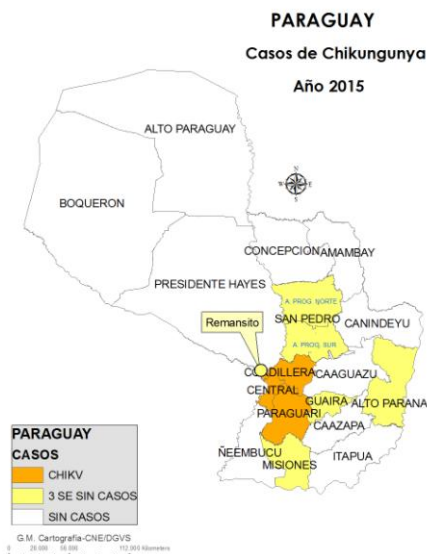 PARAGUAY
Casos de Chikungunya
Año 2015
N
E
ALTO PARAGUAY
BOQUERON
CONCEPCION
AMAMBAY
PRESIDENTE HAYES
A. PROG. NORTE
SAN PEDRO
Remansito
CANINDEYU
A. PROG. SUR
CORDILLERA
CAAGUAZU
CENTRAL
GUAIRA
ALTO PARANA
PARAGUARI
CAAZAPA
ÑEEMBUCU
ITAPUA
MISIONES
PARAGUAY
CASOS
CHIKV
3 SE SIN CASOS
SIN CASOS
G.M. Cartografía-CNE/DGVS